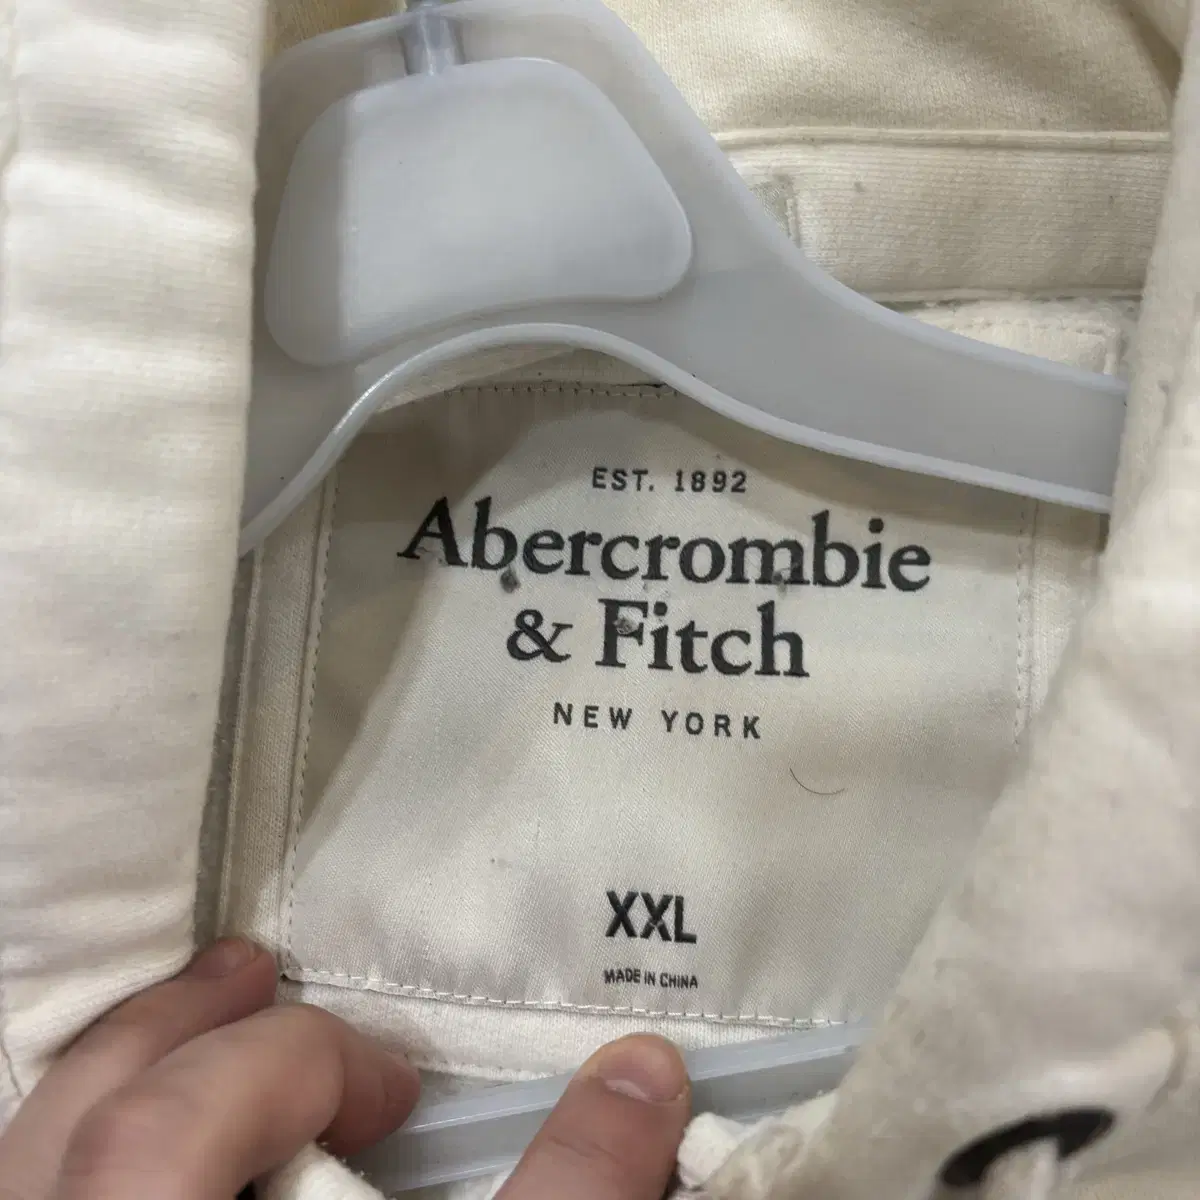 EST. 1892
Abercrombie
& Fitch
NEW YORK
XXL
MADE IN CHINA